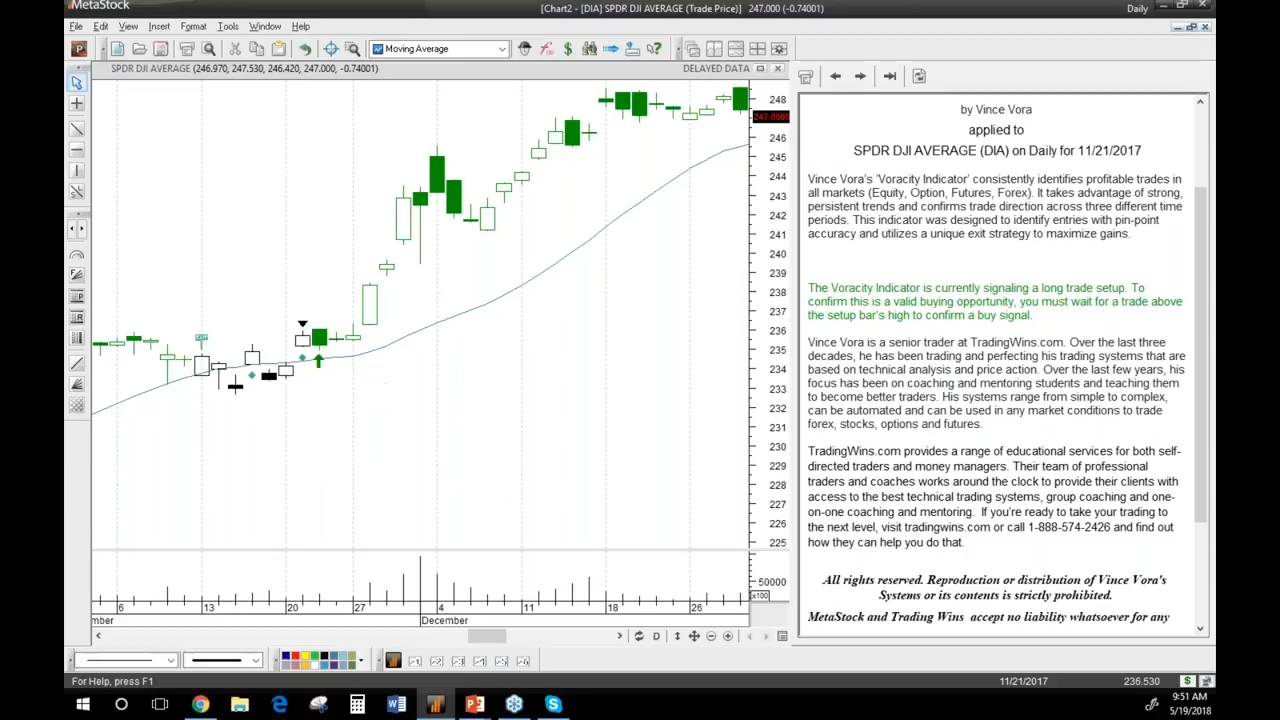 MetaStock
[Chart2 - [DIA] SPDR DJI AVERAGE (Trade Price)] 247.000 (-0.74001)
Daily
File Edit View Insert Format Tools Window Help
Moving Average
SPDR DJI AVERAGE (246.970, 247.530, 246.420, 247.000, -0.74001)
DELAYED DATA
248
247.0000
246
245
244
243
242
241
240
239
238
237
236
235
234
233
232
231
230
229
228
227
226
225
50000
x100
6 13 20 27 4 11 18 26
mber December
by Vince Vora
applied to
SPDR DJI AVERAGE (DIA) on Daily for 11/21/2017
Vince Vora's 'Voracity Indicator' consistently identifies profitable trades in
all markets (Equity, Option, Futures, Forex). It takes advantage of strong,
persistent trends and confirms trade direction across three different time
periods. This indicator was designed to identify entries with pin-point
accuracy and utilizes a unique exit strategy to maximize gains.
The Voracity Indicator is currently signaling a long trade setup. To
confirm this is a valid buying opportunity, you must wait for a trade above
the setup bar's high to confirm a buy signal.
Vince Vora is a senior trader at TradingWins.com. Over the last three
decades, he has been trading and perfecting his trading systems that are
based on technical analysis and price action. Over the last few years, his
focus has been on coaching and mentoring students and teaching them
to become better traders. His systems range from simple to complex,
can be automated and can be used in any market conditions to trade
forex, stocks, options and futures.
TradingWins.com provides a range of educational services for both self-
directed traders and money managers. Their team of professional
traders and coaches works around the clock to provide their clients with
access to the best technical trading systems, group coaching and one-
on-one coaching and mentoring. If you're ready to take your trading to
the next level, visit tradingwins.com or call 1-888-574-2426 and find out
how they can help you do that.
All rights reserved. Reproduction or distribution of Vince Vora's
Systems or its contents is strictly prohibited.
MetaStock and Trading Wins accept no liability whatsoever for any
For Help, press F1
11/21/2017
236.530
9:51 AM
5/19/2018